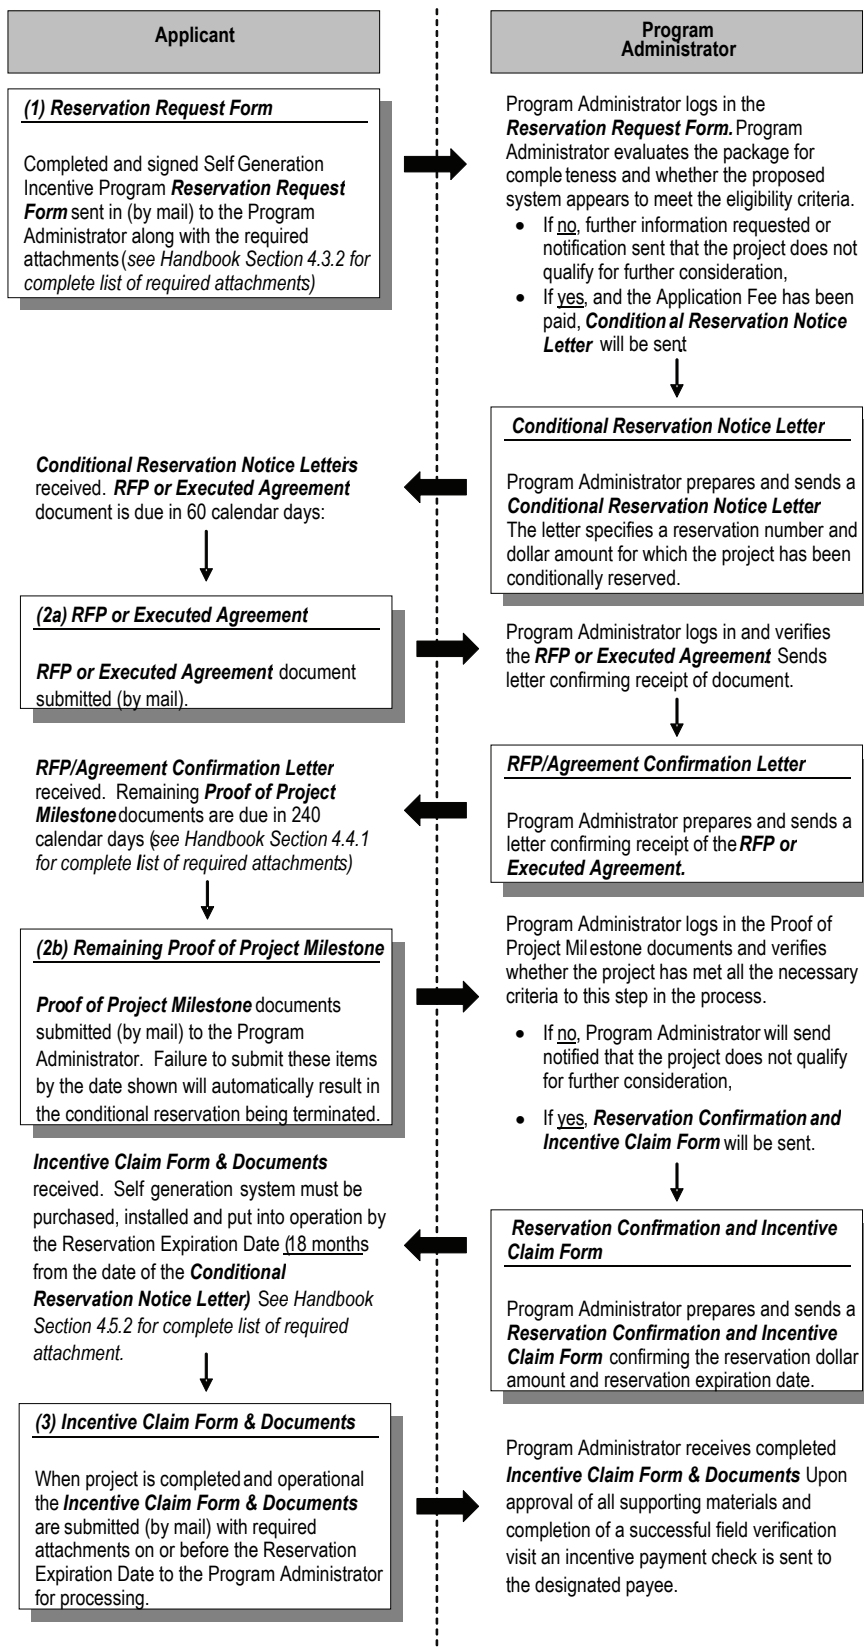 Applicant
Program
Administrator
(1) Reservation Request Form
Completed and signed Self Generation
Incentive Program Reservation Request
Form sent in (by mail) to the Program
Administrator along with the required
attachments (see Handbook Section 4.3.2 for
complete list of required attachments)
Program Administrator logs in the
Reservation Request Form. Program
Administrator evaluates the package for
comple teness and whether the proposed
system appears to meet the eligibility criteria.
• If no, further information requested or
notification sent that the project does not
qualify for further consideration,
• If yes, and the Application Fee has been
paid, Condition al Reservation Notice
Letter will be sent
Conditional Reservation Notice Letter
Program Administrator prepares and sends a
Conditional Reservation Notice Letter
The letter specifies a reservation number and
dollar amount for which the project has been
conditionally reserved.
Conditional Reservation Notice Letter is
received. RFP or Executed Agreement
document is due in 60 calendar days:
(2a) RFP or Executed Agreement
RFP or Executed Agreement document
submitted (by mail).
Program Administrator logs in and verifies
the RFP or Executed Agreement. Sends
letter confirming receipt of document.
RFP/Agreement Confirmation Letter
Program Administrator prepares and sends a
letter confirming receipt of the RFP or
Executed Agreement.
RFP/Agreement Confirmation Letter
received. Remaining Proof of Project
Milestone documents are due in 240
calendar days (see Handbook Section 4.4.1
for complete list of required attachments)
(2b) Remaining Proof of Project Milestone
Proof of Project Milestone documents
submitted (by mail) to the Program
Administrator. Failure to submit these items
by the date shown will automatically result in
the conditional reservation being terminated.
Program Administrator logs in the Proof of
Project Milestone documents and verifies
whether the project has met all the necessary
criteria to this step in the process.
• If no, Program Administrator will send
notified that the project does not qualify
for further consideration,
• If yes, Reservation Confirmation and
Incentive Claim Form will be sent.
Reservation Confirmation and Incentive
Claim Form
Program Administrator prepares and sends a
Reservation Confirmation and Incentive
Claim Form confirming the reservation dollar
amount and reservation expiration date.
Incentive Claim Form & Documents
received. Self generation system must be
purchased, installed and put into operation by
the Reservation Expiration Date (18 months
from the date of the Conditional
Reservation Notice Letter) See Handbook
Section 4.5.2 for complete list of required
attachment.
(3) Incentive Claim Form & Documents
When project is completed and operational
the Incentive Claim Form & Documents
are submitted (by mail) with required
attachments on or before the Reservation
Expiration Date to the Program Administrator
for processing.
Program Administrator receives completed
Incentive Claim Form & Documents Upon
approval of all supporting materials and
completion of a successful field verification
visit an incentive payment check is sent to
the designated payee.